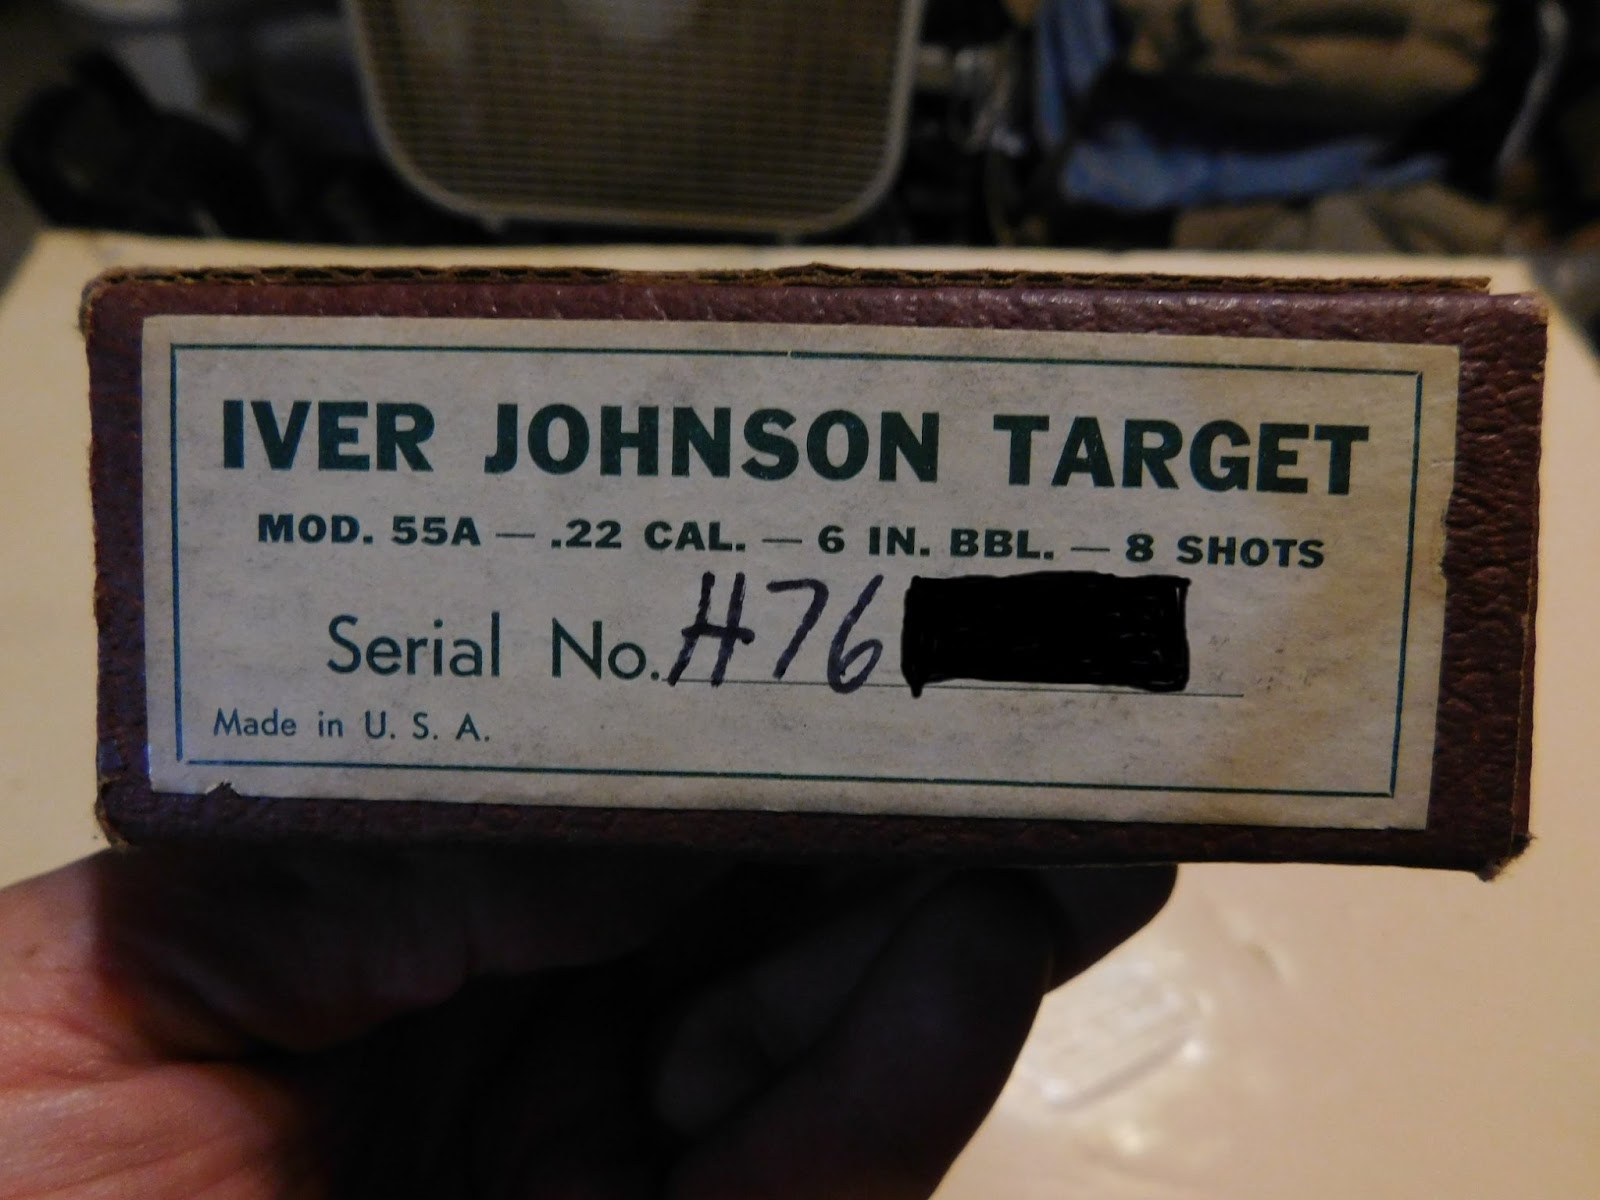 IVER JOHNSON TARGET
MOD. 55A — .22 CAL. — 6 IN. BBL. — 8 SHOTS
Serial No. H76
Made in U. S. A.